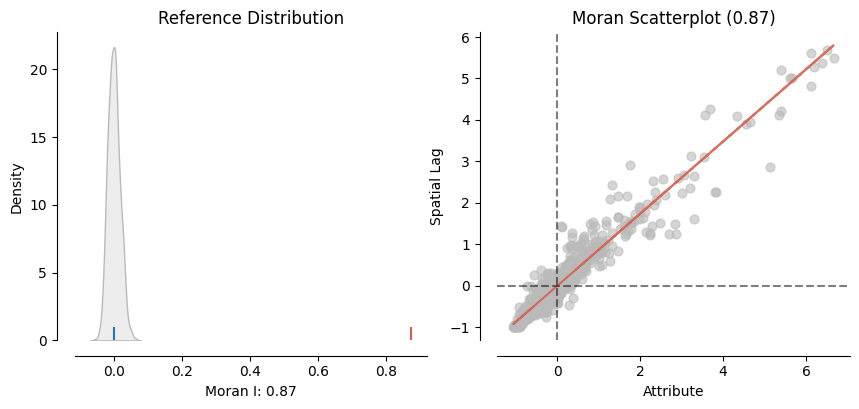 Reference Distribution
Density
20
15
10
5
0
0.0 0.2 0.4 0.6 0.8
Moran I: 0.87
Moran Scatterplot (0.87)
Spatial Lag
6
5
4
3
2
1
0
−1
0 2 4 6
Attribute